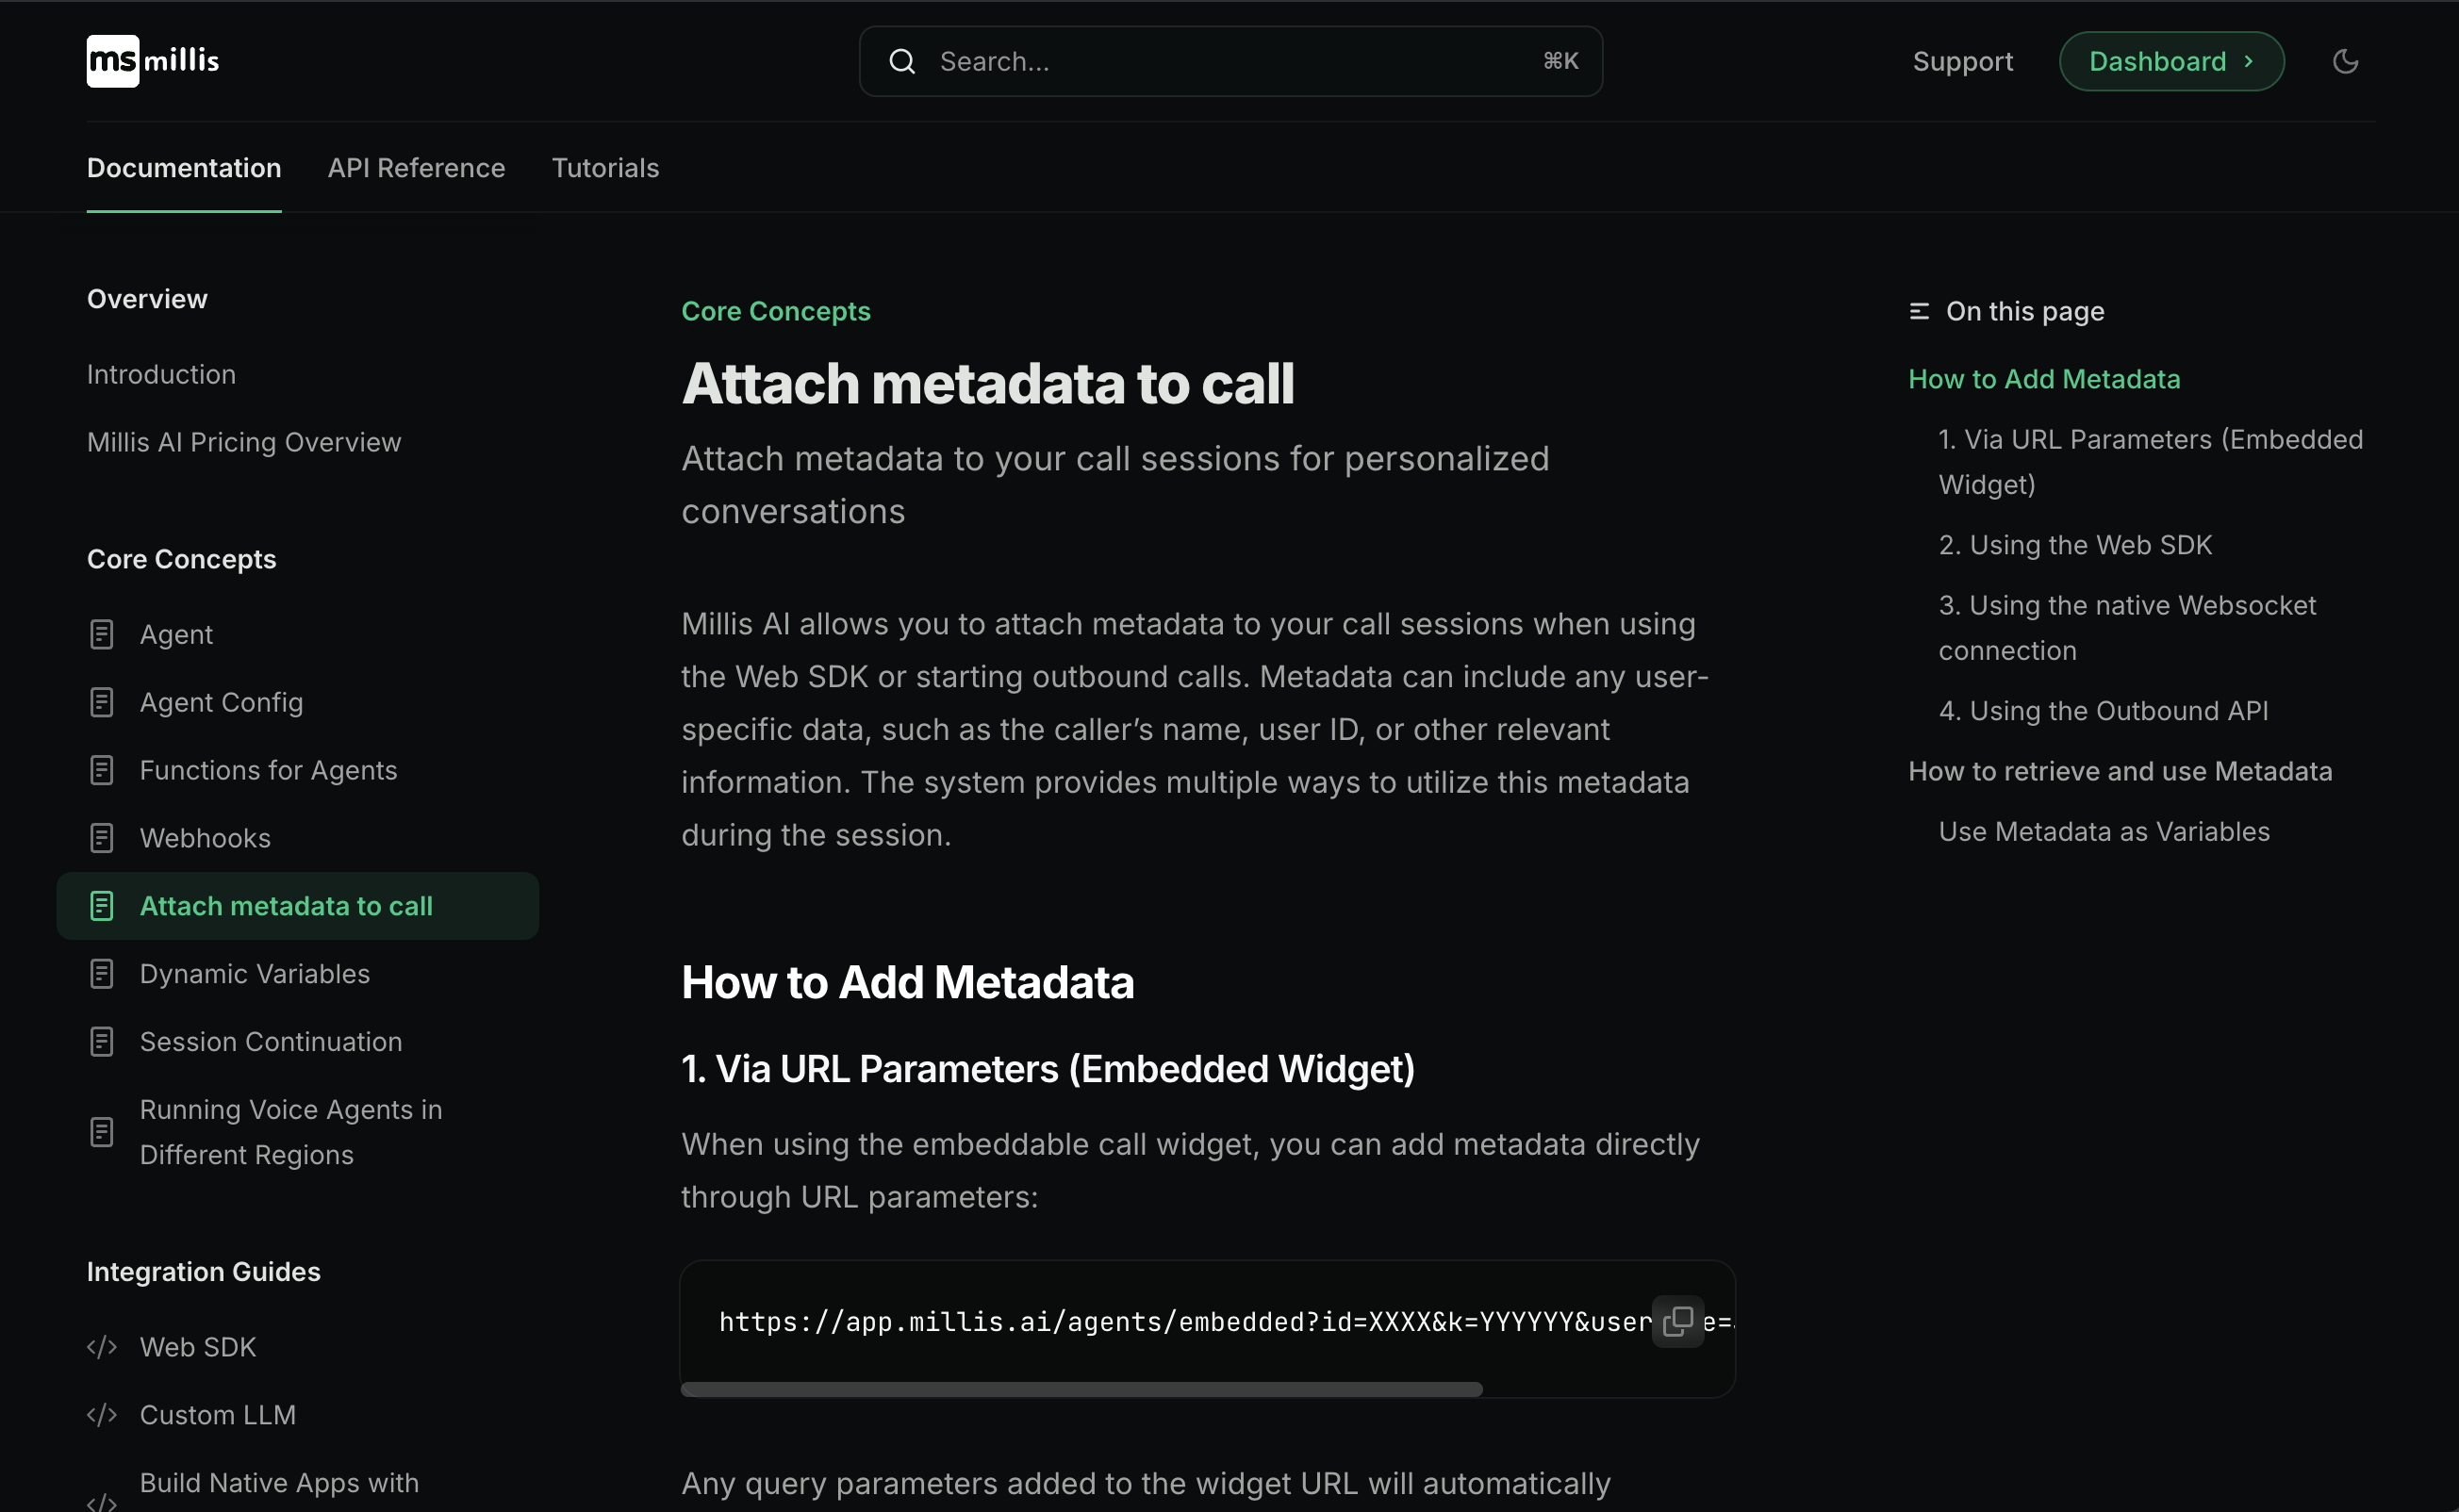 ms millis
Search...
⌘K
Support
Dashboard
Documentation
API Reference
Tutorials
Overview
Introduction
Millis AI Pricing Overview
Core Concepts
Agent
Agent Config
Functions for Agents
Webhooks
Attach metadata to call
Dynamic Variables
Session Continuation
Running Voice Agents in
Different Regions
Integration Guides
Web SDK
Custom LLM
Build Native Apps with
Core Concepts
Attach metadata to call
Attach metadata to your call sessions for personalized
conversations
Millis AI allows you to attach metadata to your call sessions when using
the Web SDK or starting outbound calls. Metadata can include any user-
specific data, such as the caller’s name, user ID, or other relevant
information. The system provides multiple ways to utilize this metadata
during the session.
How to Add Metadata
1. Via URL Parameters (Embedded Widget)
When using the embeddable call widget, you can add metadata directly
through URL parameters:
https://app.millis.ai/agents/embedded?id=XXXX&k=YYYYYY&user
Any query parameters added to the widget URL will automatically
On this page
How to Add Metadata
1. Via URL Parameters (Embedded
Widget)
2. Using the Web SDK
3. Using the native Websocket
connection
4. Using the Outbound API
How to retrieve and use Metadata
Use Metadata as Variables